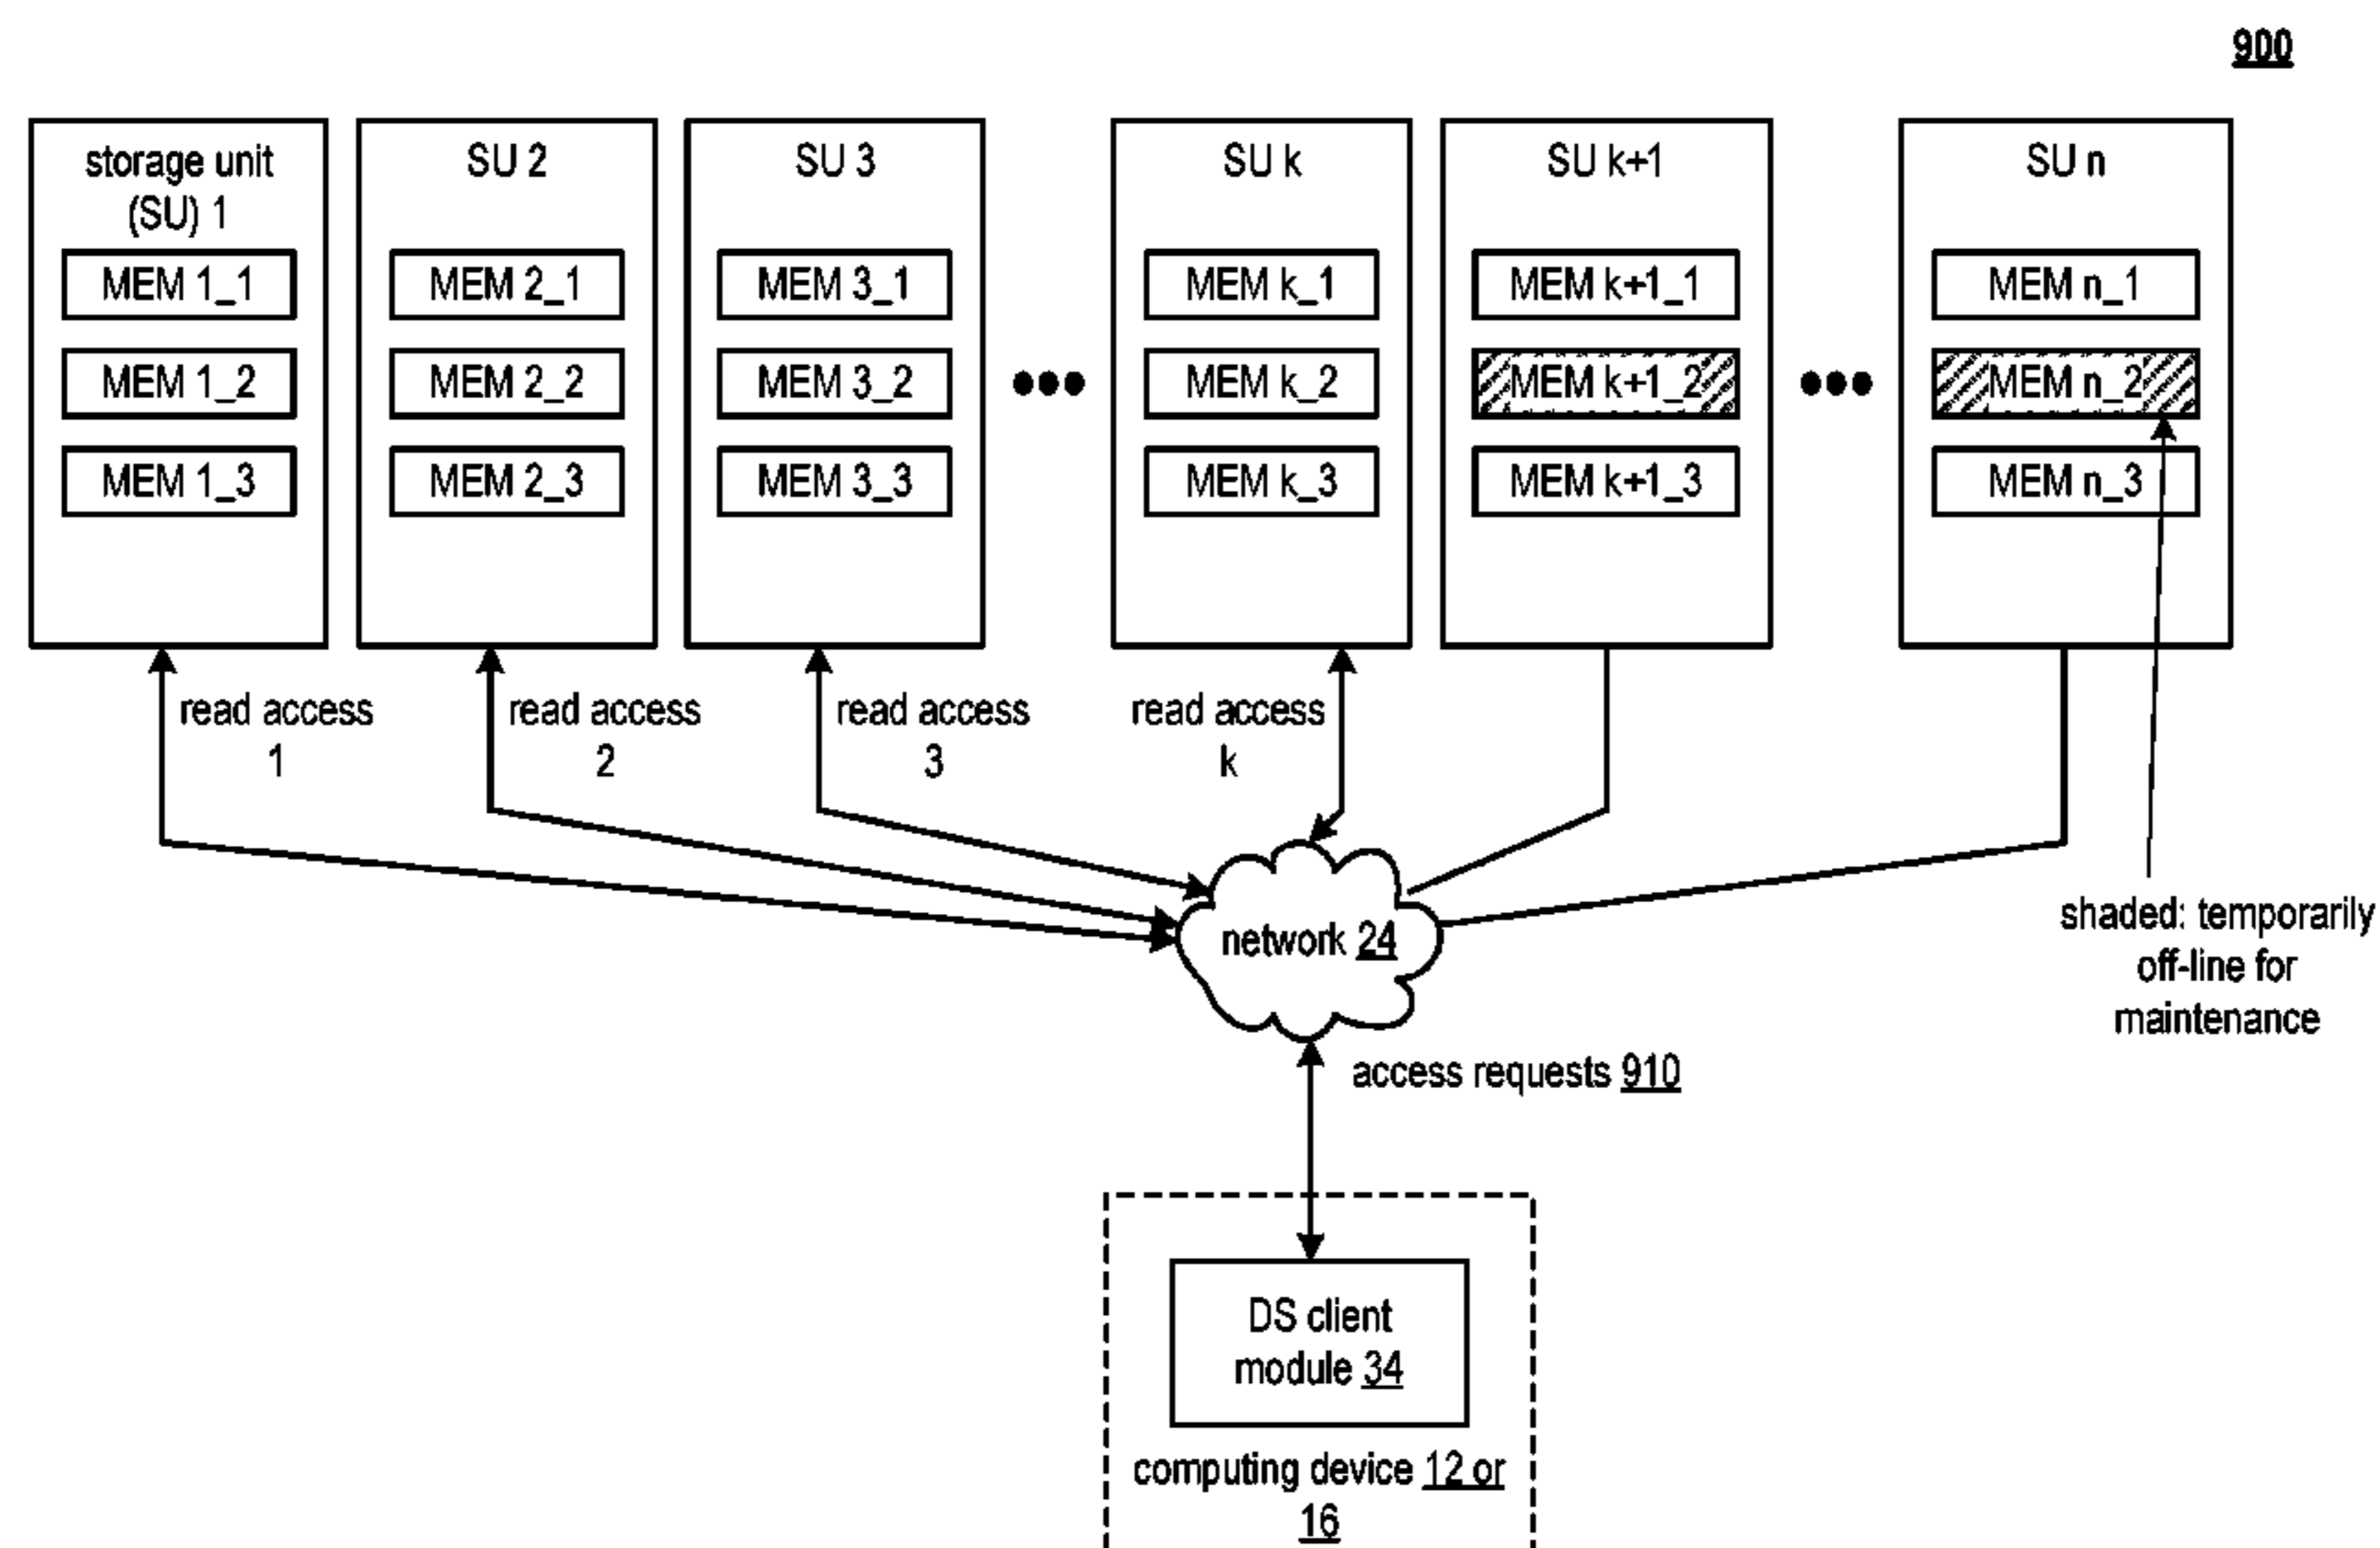 900
storage unit
(SU) 1
MEM 1_1
MEM 1_2
MEM 1_3
SU 2
MEM 2_1
MEM 2_2
MEM 2_3
SU 3
MEM 3_1
MEM 3_2
MEM 3_3
SU k
MEM k_1
MEM k_2
MEM k_3
SU k+1
MEM k+1_1
MEM k+1_2
MEM k+1_3
SU n
MEM n_1
MEM n_2
MEM n_3
read access
1
read access
2
read access
3
read access
k
network 24
shaded: temporarily
off-line for
maintenance
access requests 910
DS client
module 34
computing device 12 or
16